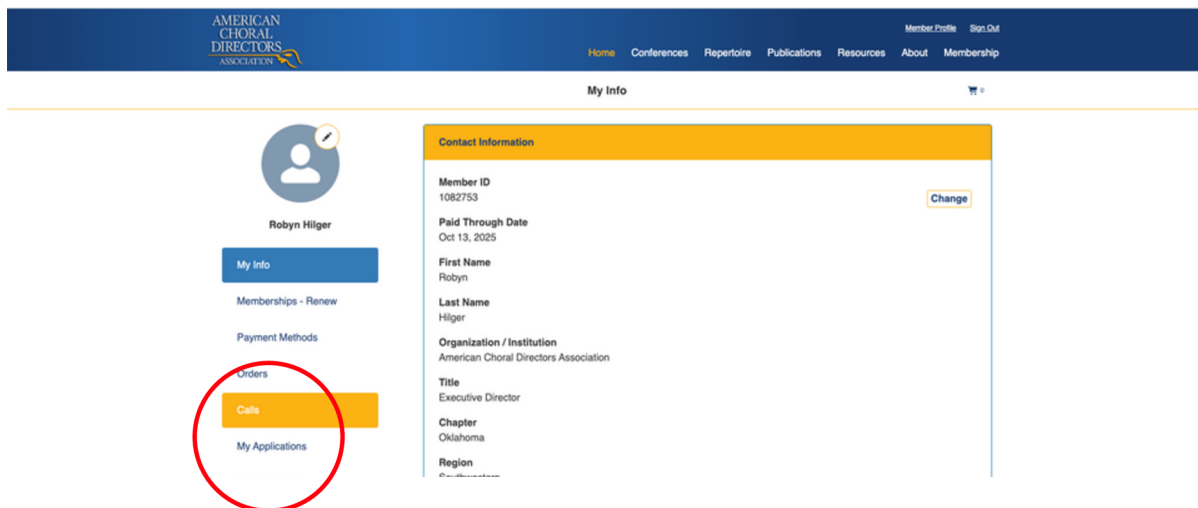 AMERICAN
CHORAL
DIRECTORS
ASSOCIATION
Member Profile Sign Out
Home Conferences Repertoire Publications Resources About Membership
My Info
0
Robyn Hilger
My Info
Memberships - Renew
Payment Methods
Orders
Calls
My Applications
Contact Information
Member ID
1082753
Change
Paid Through Date
Oct 13, 2025
First Name
Robyn
Last Name
Hilger
Organization / Institution
American Choral Directors Association
Title
Executive Director
Chapter
Oklahoma
Region